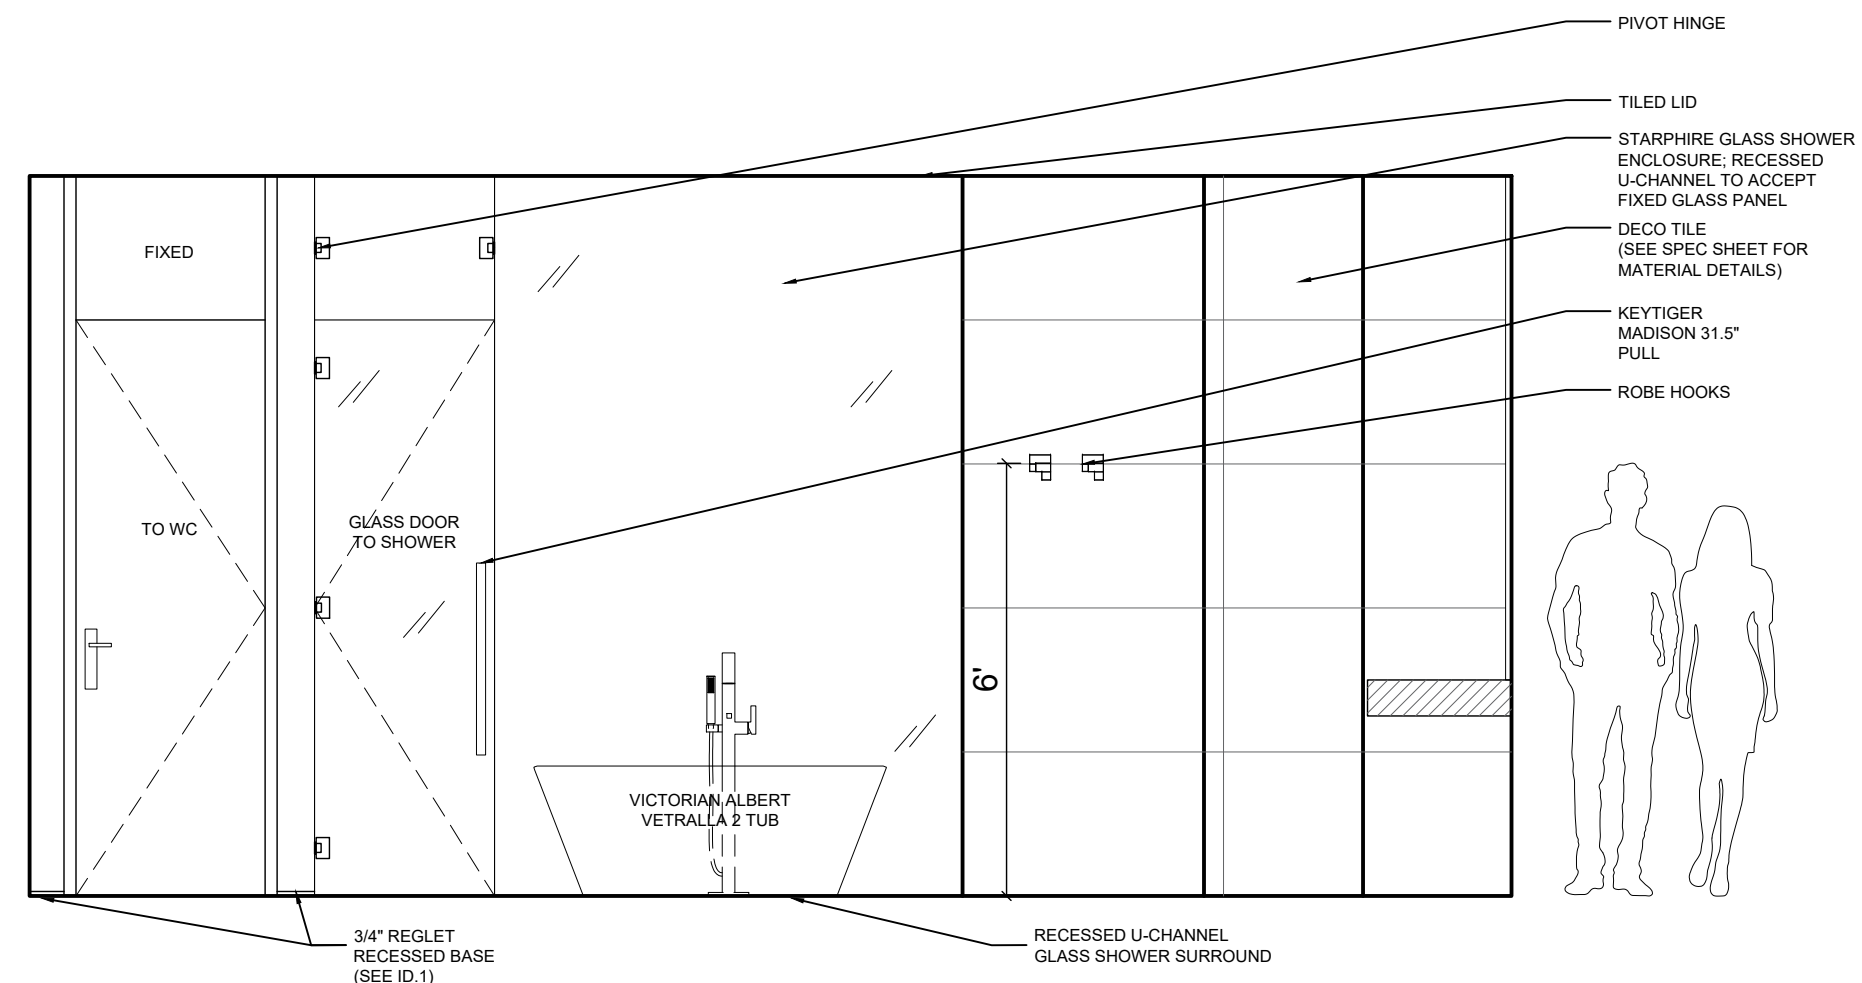 PIVOT HINGE
TILED LID
STARPHIRE GLASS SHOWER
ENCLOSURE; RECESSED
U-CHANNEL TO ACCEPT
FIXED GLASS PANEL
DECO TILE
(SEE SPEC SHEET FOR
MATERIAL DETAILS)
KEYTIGER
MADISON 31.5"
PULL
ROBE HOOKS
FIXED
TO WC
GLASS DOOR
TO SHOWER
6'
VICTORIAN ALBERT
VETRALLA 2 TUB
3/4" REGLET
RECESSED BASE
(SEE ID.1)
RECESSED U-CHANNEL
GLASS SHOWER SURROUND